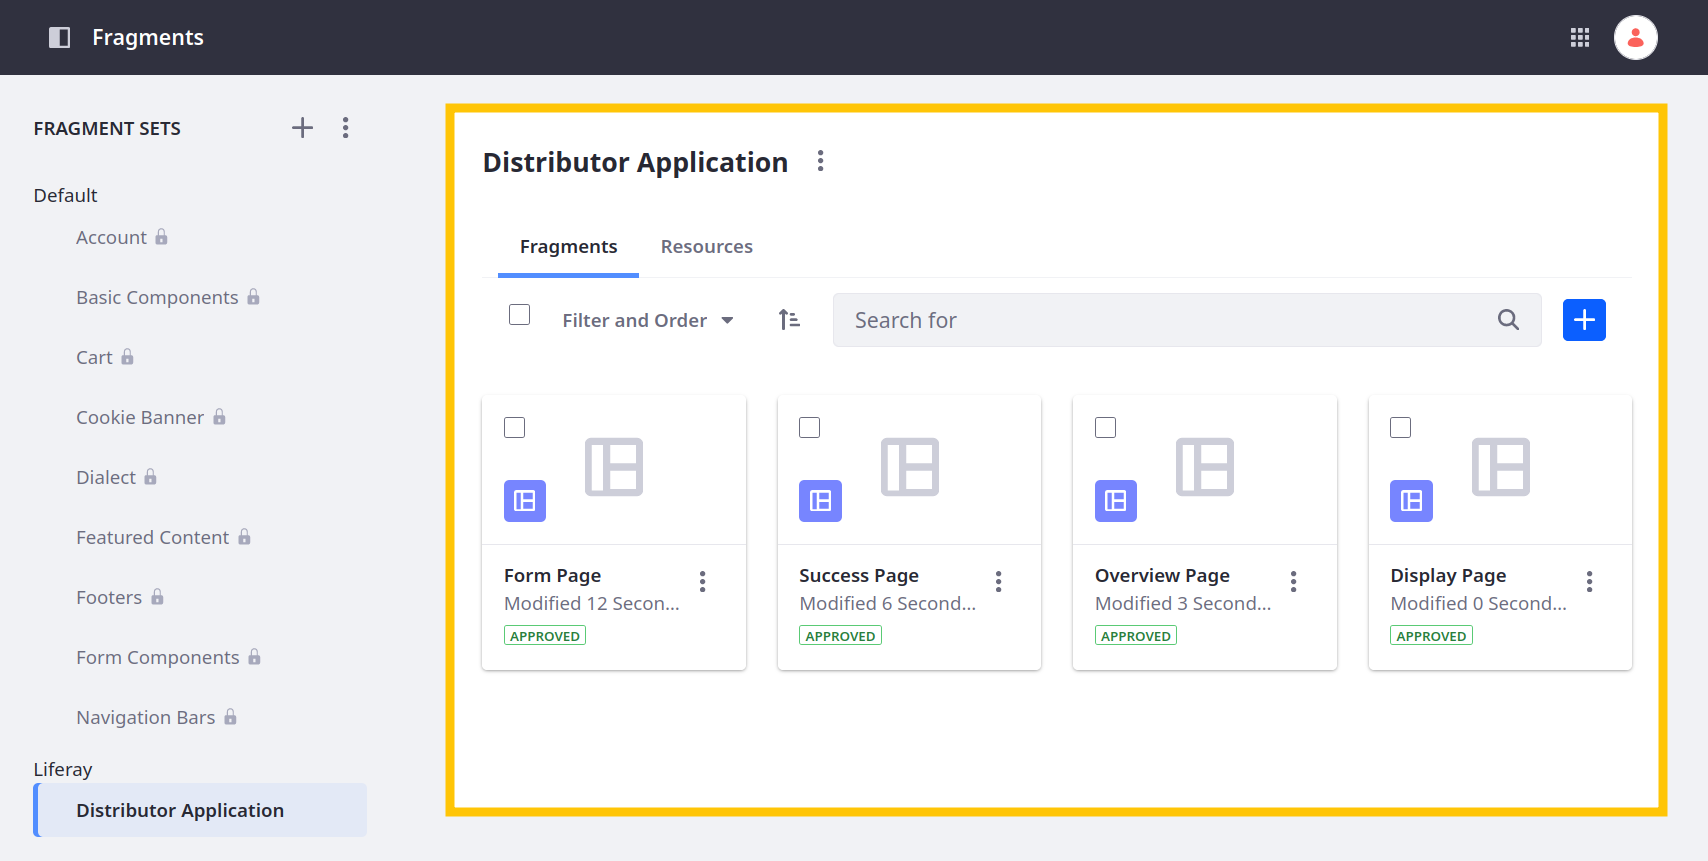 Fragments
FRAGMENT SETS
Default
Account
Basic Components
Cart
Cookie Banner
Dialect
Featured Content
Footers
Form Components
Navigation Bars
Liferay
Distributor Application
Distributor Application
Fragments Resources
Filter and Order
Search for
Form Page
Modified 12 Secon...
APPROVED
Success Page
Modified 6 Second...
APPROVED
Overview Page
Modified 3 Second...
APPROVED
Display Page
Modified 0 Second...
APPROVED